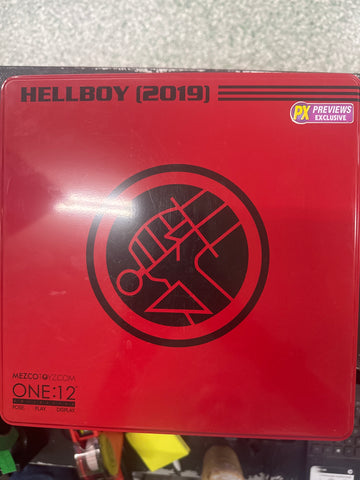 HELLBOY (2019)
PX PREVIEWS
EXCLUSIVE
MEZCOTOYZ.COM
ONE:12
POSE. PLAY. DISPLAY.